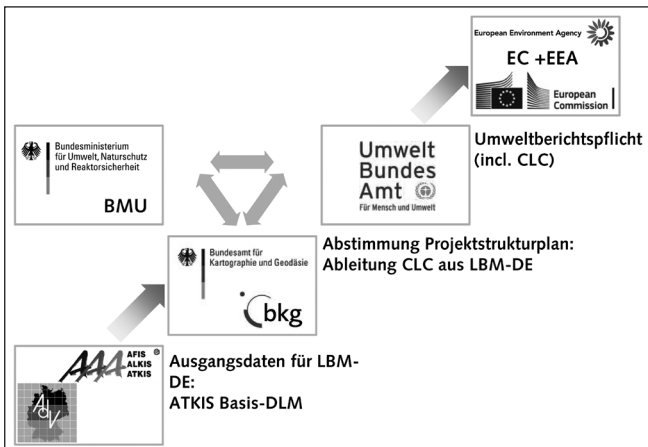 European Environment Agency
EC +EEA
European
Commission
Bundesministerium
für Umwelt, Naturschutz
und Reaktorsicherheit
BMU
Umwelt
Bundes
Amt
Für Mensch und Umwelt
Umweltberichtspflicht
(incl. CLC)
Bundesamt für
Kartographie und Geodäsie
bkg
Abstimmung Projektstrukturplan:
Ableitung CLC aus LBM-DE
AAA
AFIS ®
ALKIS
ATKIS
AdV
Ausgangsdaten für LBM-
DE:
ATKIS Basis-DLM